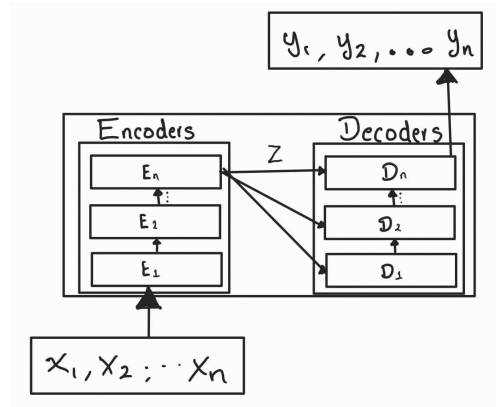 y₁, y₂, ... yₙ
Encoders
Decoders
Z
Eₙ
Dₙ
E₂
D₂
E₁
D₁
x₁, x₂, ... xₙ